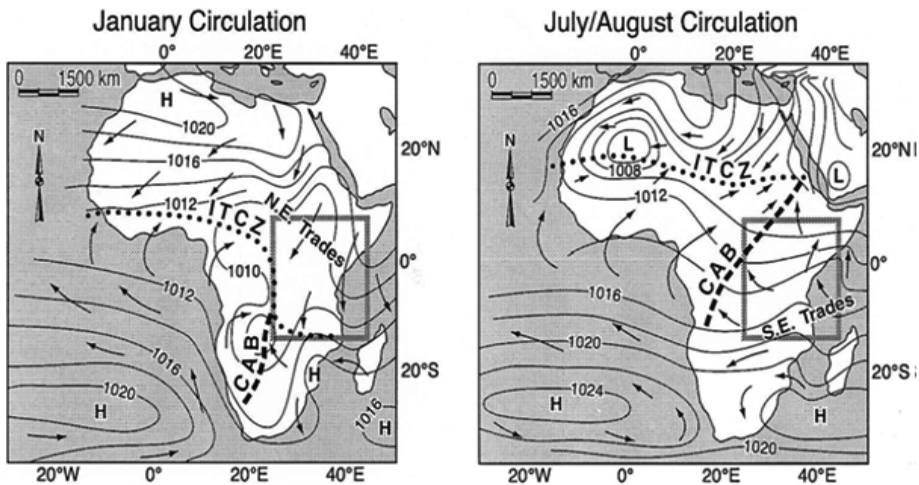 January Circulation
0° 20°E 40°E
0 1500 km
N
H
1020
1016
1012
ITCZ
N.E. Trades
1010
1012
1016
1020
H
CAB
H
1016
H
20°N
0°
20°S
20°W 0° 20°E 40°E
July/August Circulation
0° 20°E 40°E
0 1500 km
N
1016
L
1008
ITCZ
L
1012
CAB
1016
S.E. Trades
1020
1024
H
H
1020
20°N
0°
20°S
20°W 0° 20°E 40°E